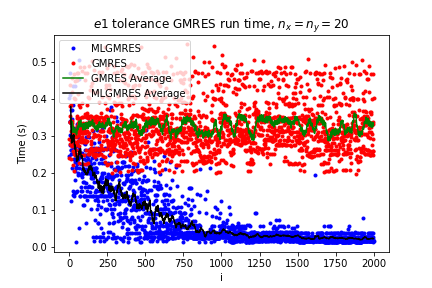 e1 tolerance GMRES run time, n_x = n_y = 20
MLGMRES
GMRES
GMRES Average
MLGMRES Average
Time (s)
0.5
0.4
0.3
0.2
0.1
0.0
0 250 500 750 1000 1250 1500 1750 2000
i